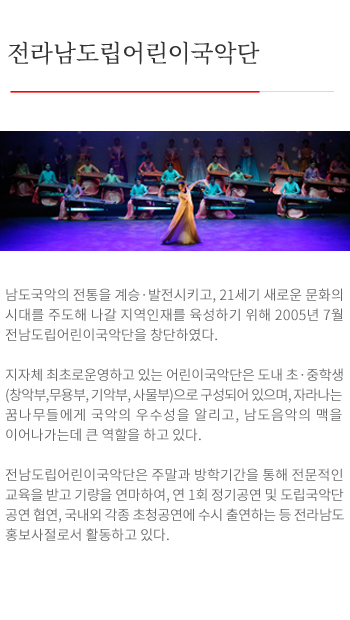 전라남도립어린이국악단
남도국악의 전통을 계승·발전시키고, 21세기 새로운 문화의
시대를 주도해 나갈 지역인재를 육성하기 위해 2005년 7월
전남도립어린이국악단을 창단하였다.
지자체 최초로운영하고 있는 어린이국악단은 도내 초·중학생
(창악부,무용부, 기악부, 사물부)으로 구성되어 있으며, 자라나는
꿈나무들에게 국악의 우수성을 알리고, 남도음악의 맥을
이어나가는데 큰 역할을 하고 있다.
전남도립어린이국악단은 주말과 방학기간을 통해 전문적인
교육을 받고 기량을 연마하여, 연 1회 정기공연 및 도립국악단
공연 협연, 국내외 각종 초청공연에 수시 출연하는 등 전라남도
홍보사절로서 활동하고 있다.